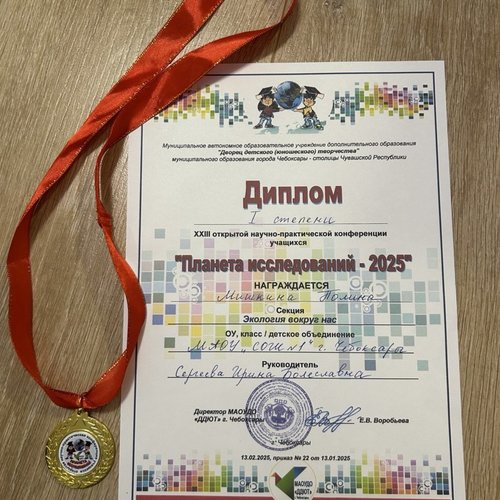 Муниципальное автономное образовательное учреждение дополнительного образования
"Дворец детского (юношеского) творчества"
муниципального образования города Чебоксары - столицы Чувашской Республики
Диплом
I степени
XXIII открытой научно-практической конференции
учащихся
"Планета исследований - 2025"
НАГРАЖДАЕТСЯ
Мишкина Полина
Секция
Экология вокруг нас
ОУ, класс / детское объединение
МАОУ "СОШ №1" г. Чебоксары
Руководитель
Сергеева Ирина Болеславна
Директор МАОУДО
"ДДЮТ" г. Чебоксары
Е.В. Воробьева
г. Чебоксары
13.02.2025, приказ № 22 от 13.01.2025
МАОУДО
«ДДЮТ»